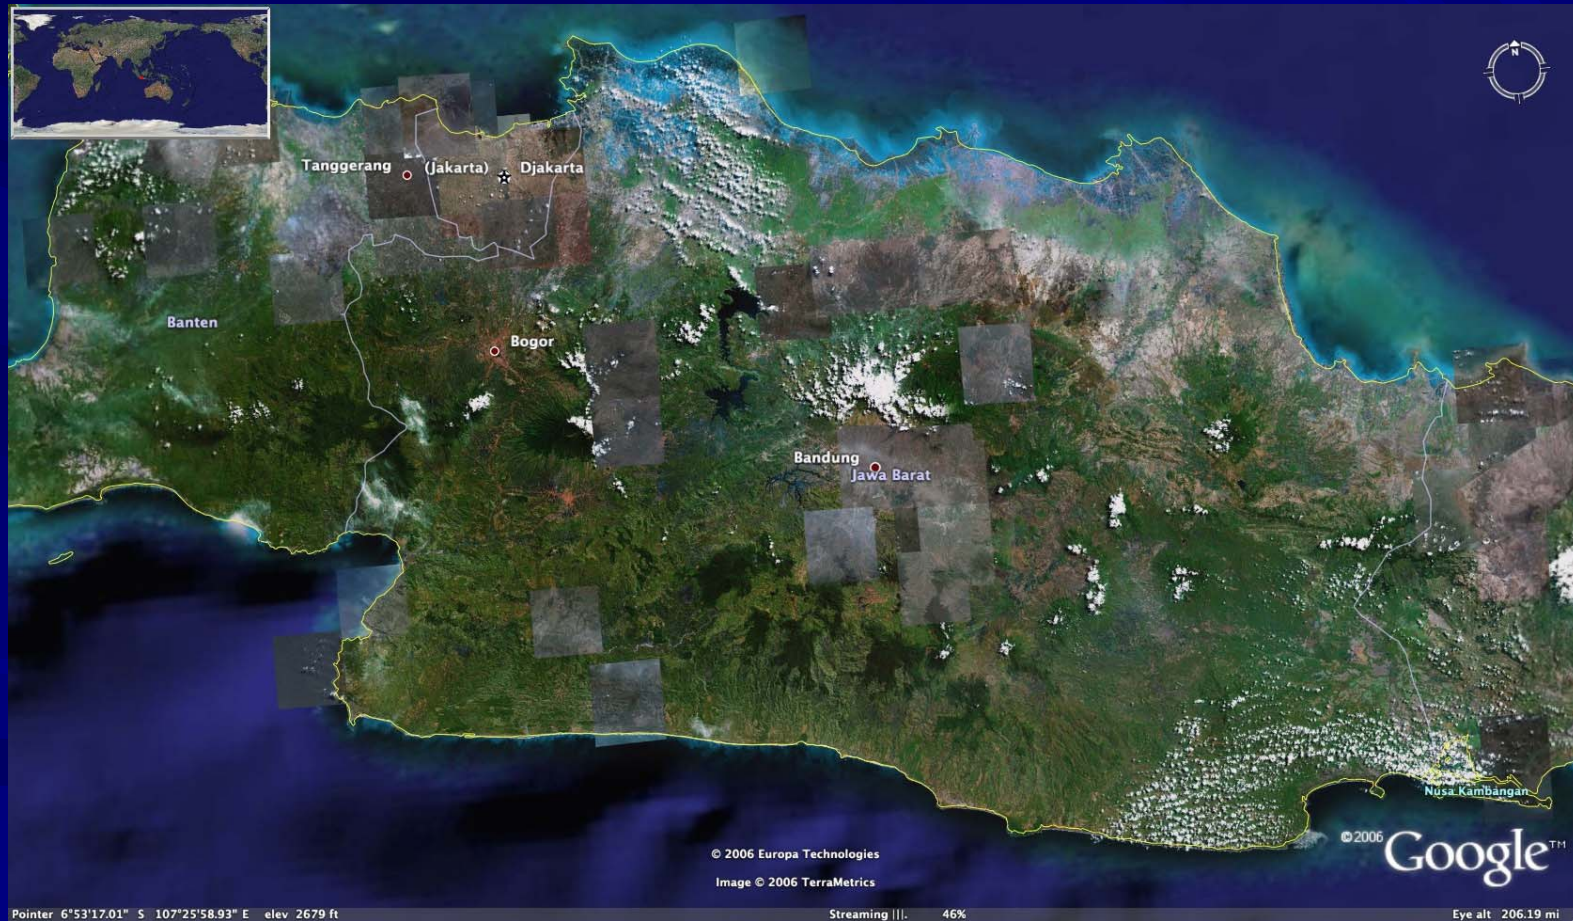 N
Tanggerang
(Jakarta) Djakarta
Banten
Bogor
Bandung
Jawa Barat
Nusa Kambangan
©2006 Google™
© 2006 Europa Technologies
Image © 2006 TerraMetrics
Pointer 6°53'17.01" S 107°25'58.93" E elev 2679 ft Streaming |||. 46% Eye alt 206.19 mi